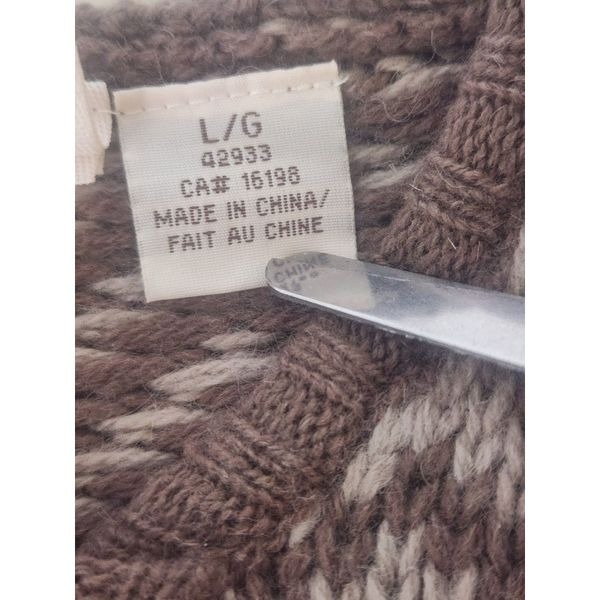 L/G
42933
CA# 16198
MADE IN CHINA/
FAIT AU CHINE